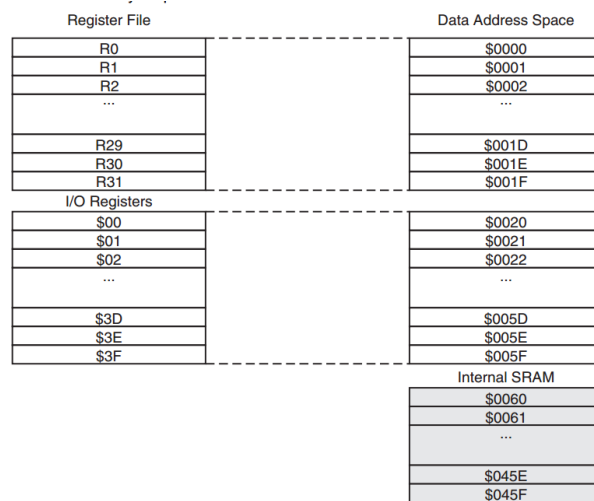 Register File Data Address Space
R0 $0000
R1 $0001
R2 $0002
... ...
R29 $001D
R30 $001E
R31 $001F
I/O Registers
$00 $0020
$01 $0021
$02 $0022
... ...
$3D $005D
$3E $005E
$3F $005F
Internal SRAM
$0060
$0061
...
$045E
$045F